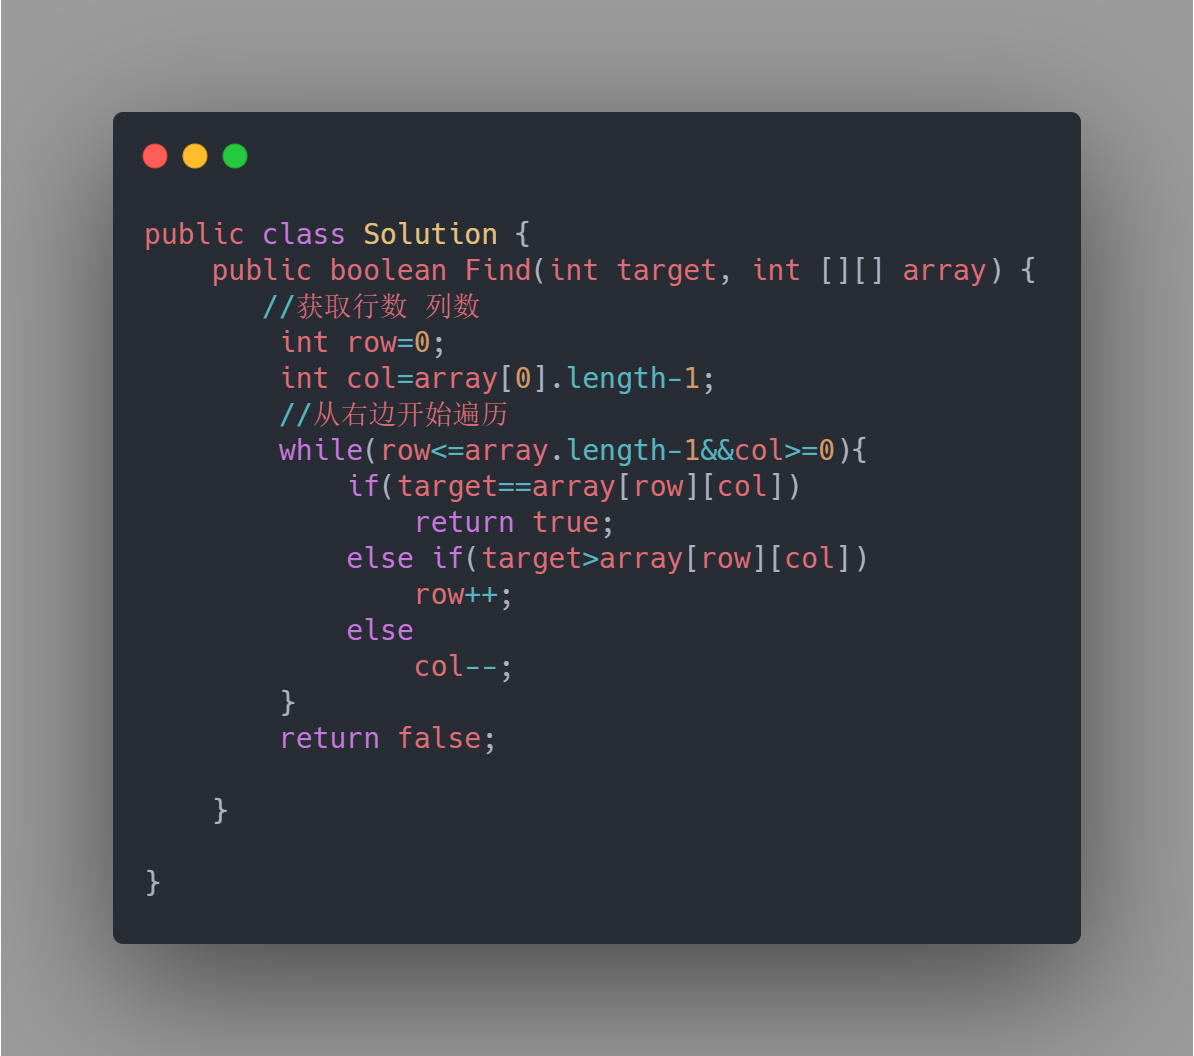 public class Solution {
    public boolean Find(int target, int [][] array) {
       //获取行数 列数
        int row=0;
        int col=array[0].length-1;
        //从右边开始遍历
        while(row<=array.length-1&&col>=0){
            if(target==array[row][col])
                return true;
            else if(target>array[row][col])
                row++;
            else
                col--;
        }
        return false;

    }

}